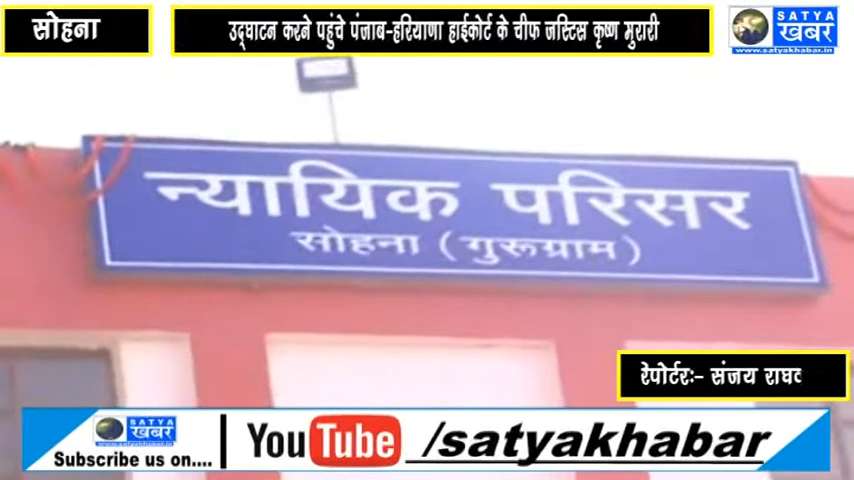 सोहना
उद्घाटन करने पहुंचे पंजाब-हरियाणा हाईकोर्ट के चीफ जस्टिस कृष्ण मुरारी
SATYA
खबर
www.satyakhabar.in
न्यायिक परिसर
सोहना (गुरूग्राम)
रेपोर्टरः- संजय राघव
SATYA
खबर
Subscribe us on....
YouTube /satyakhabar